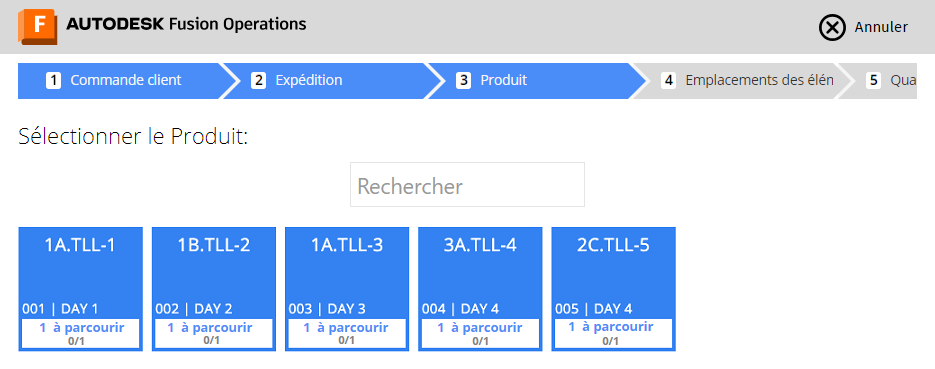 F AUTODESK Fusion Operations
Annuler
1 Commande client
2 Expédition
3 Produit
4 Emplacements des élén
5 Qua
Sélectionner le Produit:
Rechercher
1A.TLL-1
001 | DAY 1
1 à parcourir
0/1
1B.TLL-2
002 | DAY 2
1 à parcourir
0/1
1A.TLL-3
003 | DAY 3
1 à parcourir
0/1
3A.TLL-4
004 | DAY 4
1 à parcourir
0/1
2C.TLL-5
005 | DAY 4
1 à parcourir
0/1